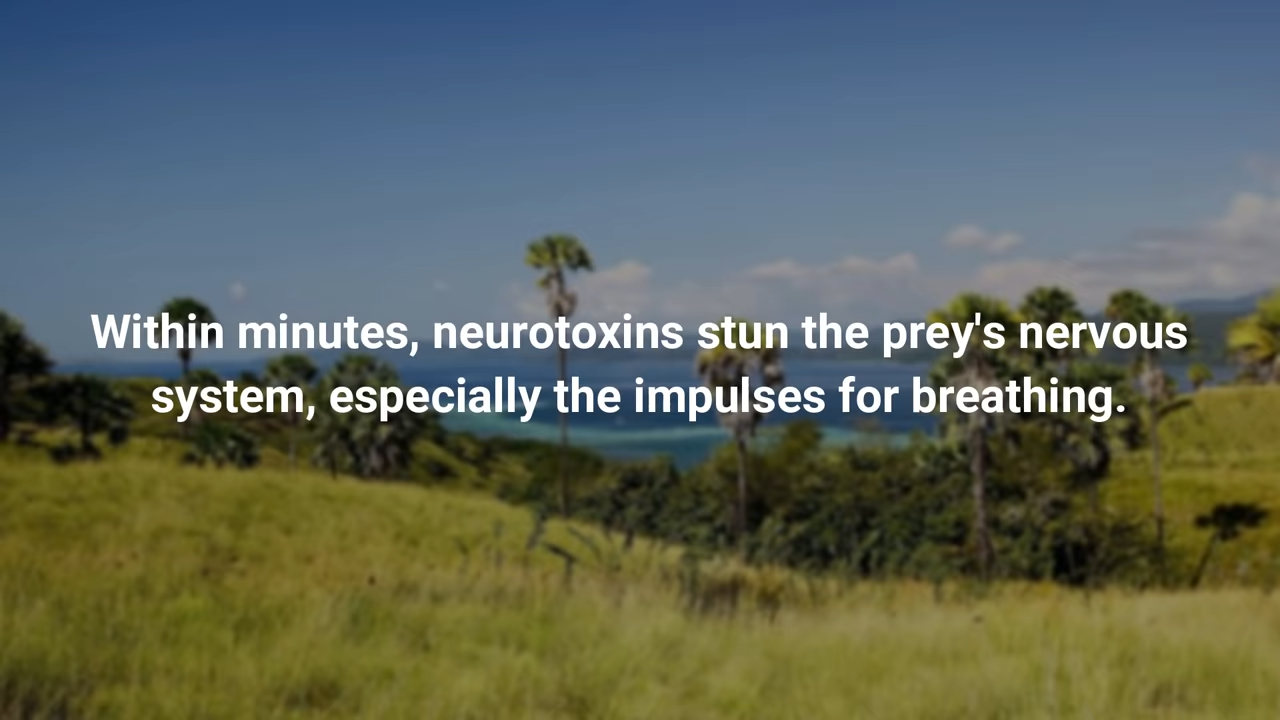 Within minutes, neurotoxins stun the prey's nervous
system, especially the impulses for breathing.